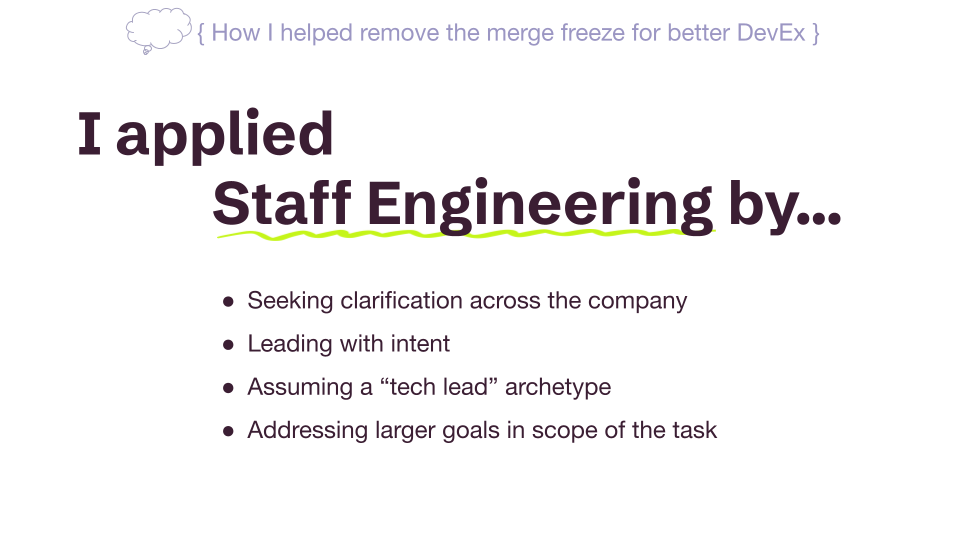 { How I helped remove the merge freeze for better DevEx }
I applied
Staff Engineering by...
● Seeking clarification across the company
● Leading with intent
● Assuming a “tech lead” archetype
● Addressing larger goals in scope of the task